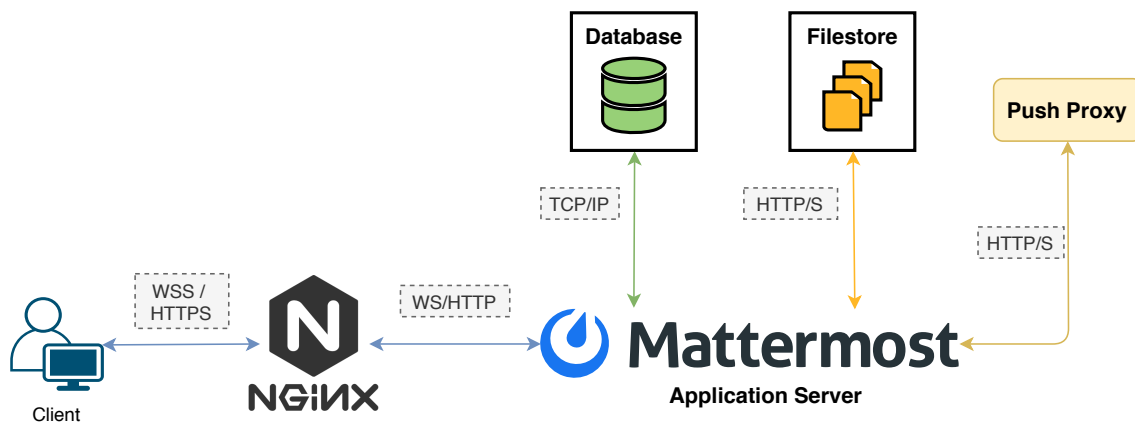 Database
Filestore
Push Proxy
TCP/IP
HTTP/S
HTTP/S
WSS /
HTTPS
WS/HTTP
N
NGiNX
Mattermost
Application Server
Client